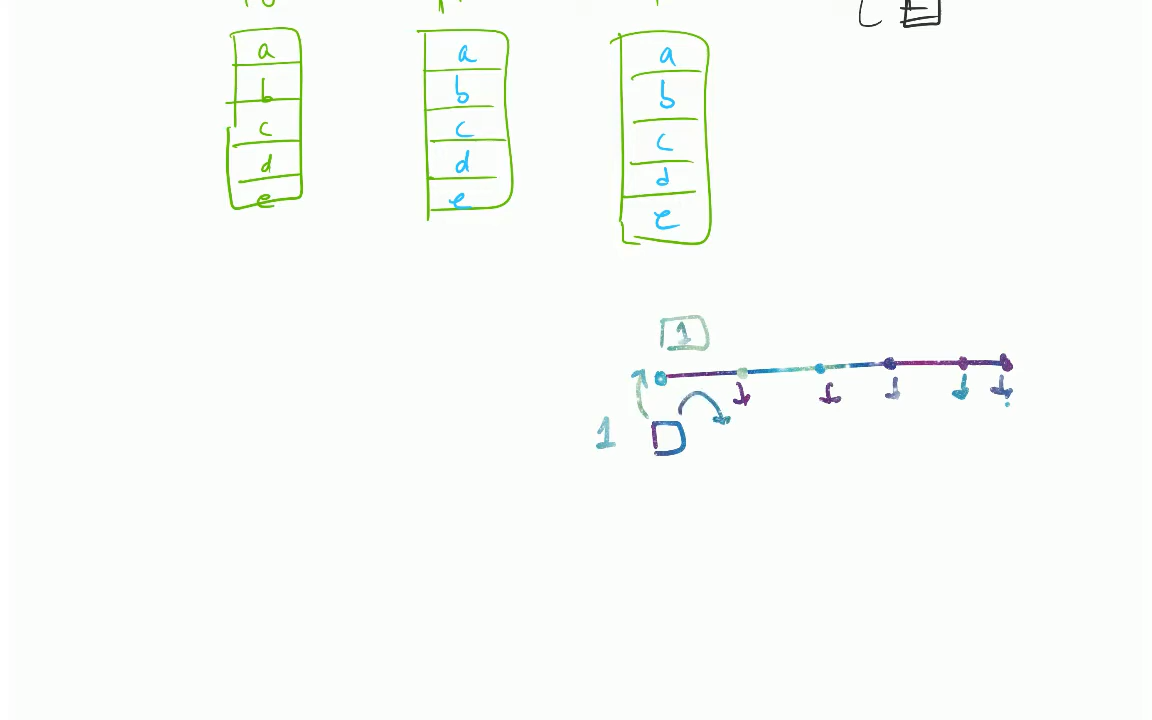 a a a
b b b
c c c
d d d
e e e
1
1